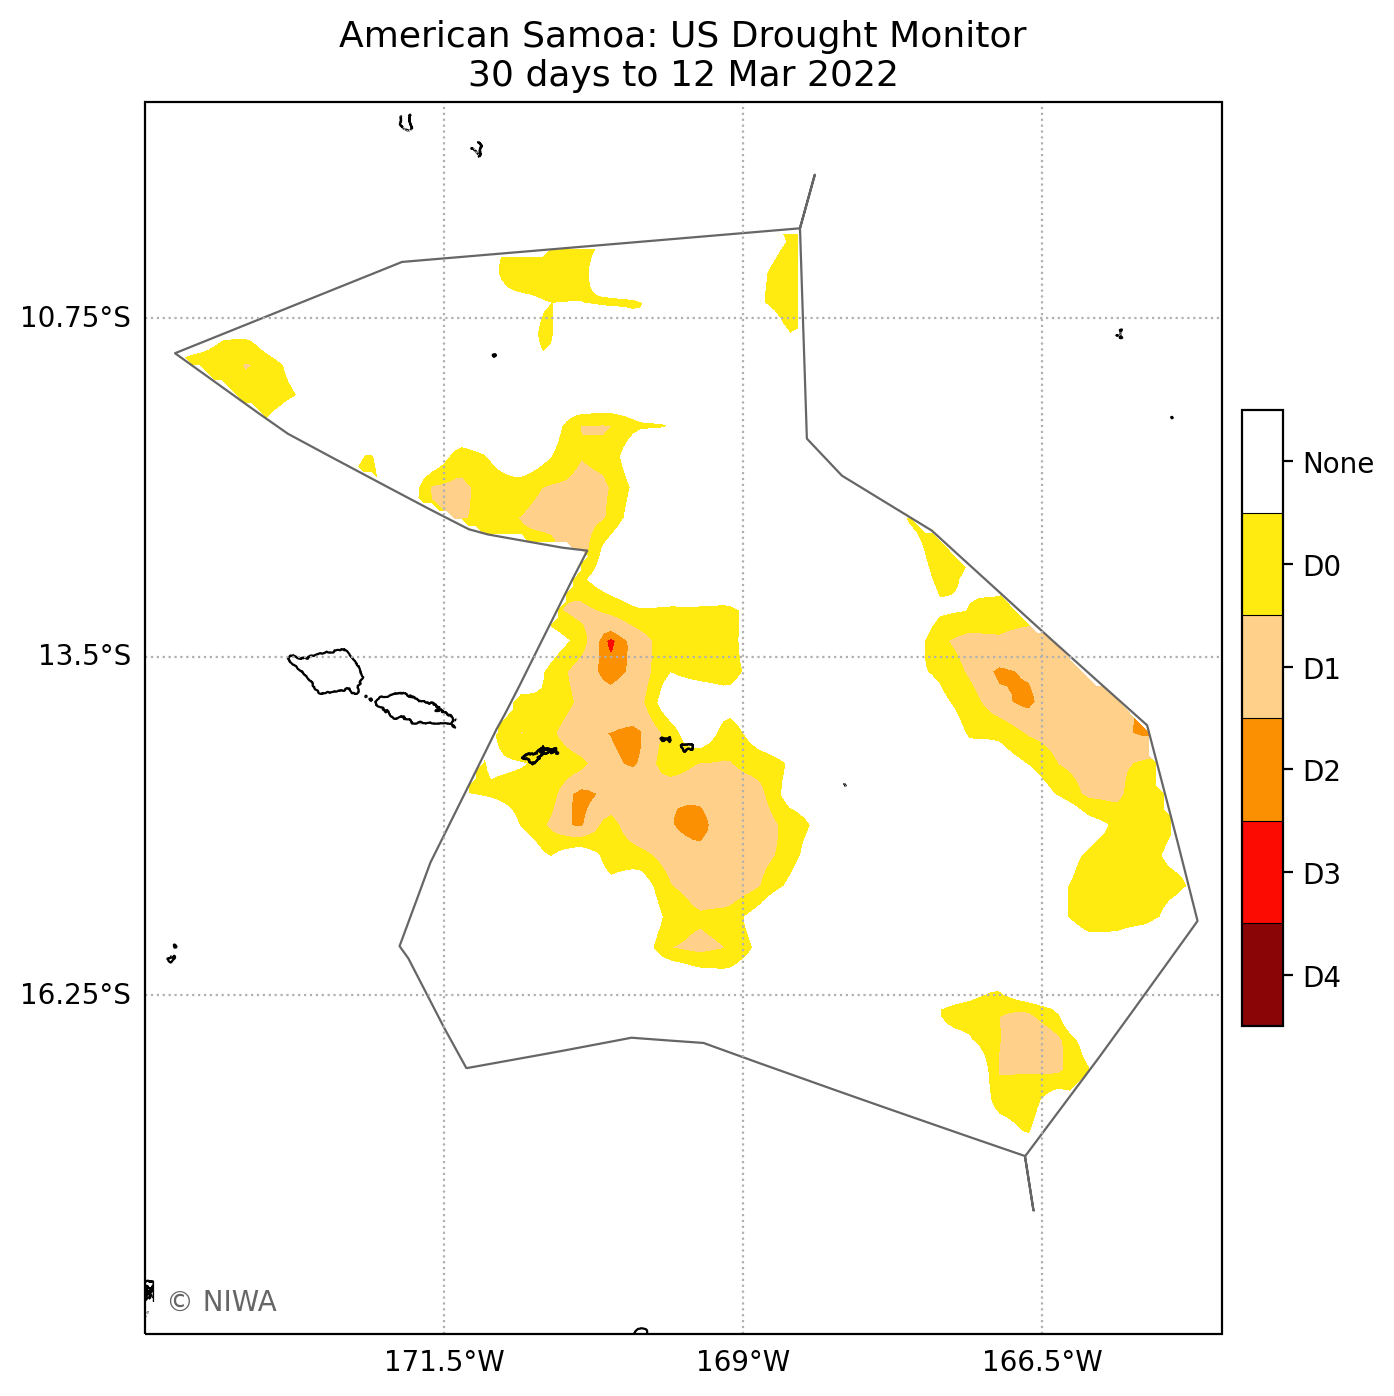 American Samoa: US Drought Monitor
30 days to 12 Mar 2022
10.75°S
13.5°S
16.25°S
171.5°W
169°W
166.5°W
None
D0
D1
D2
D3
D4
© NIWA